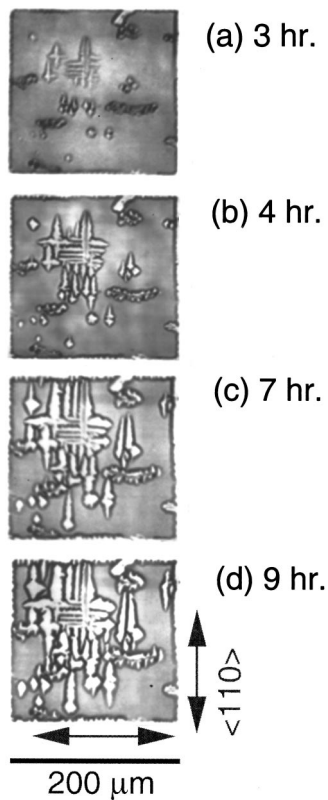 (a) 3 hr.
(b) 4 hr.
(c) 7 hr.
(d) 9 hr.
<110>
200 μm